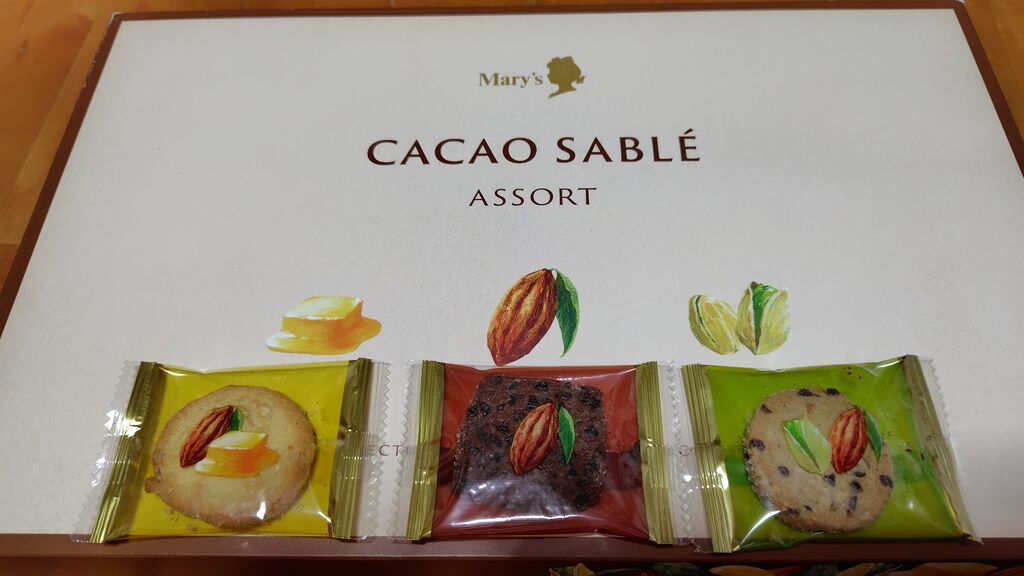 Mary's
CACAO SABLÉ
ASSORT